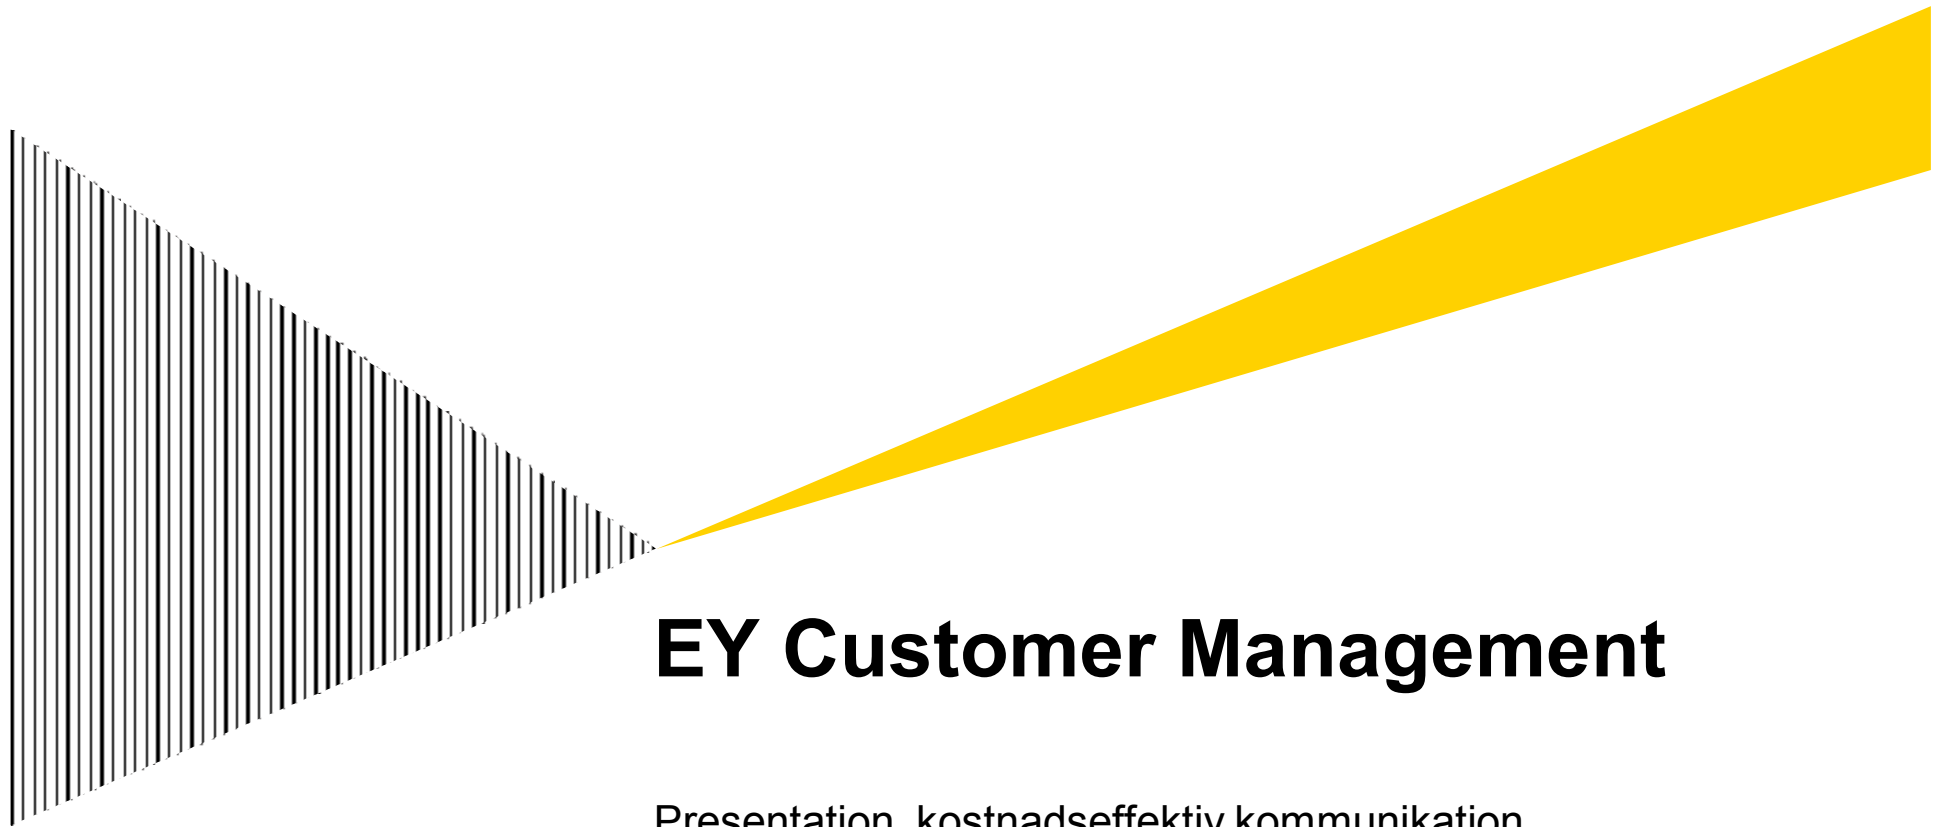 EY Customer Management
Presentation, kostnadseffektiv kommunikation